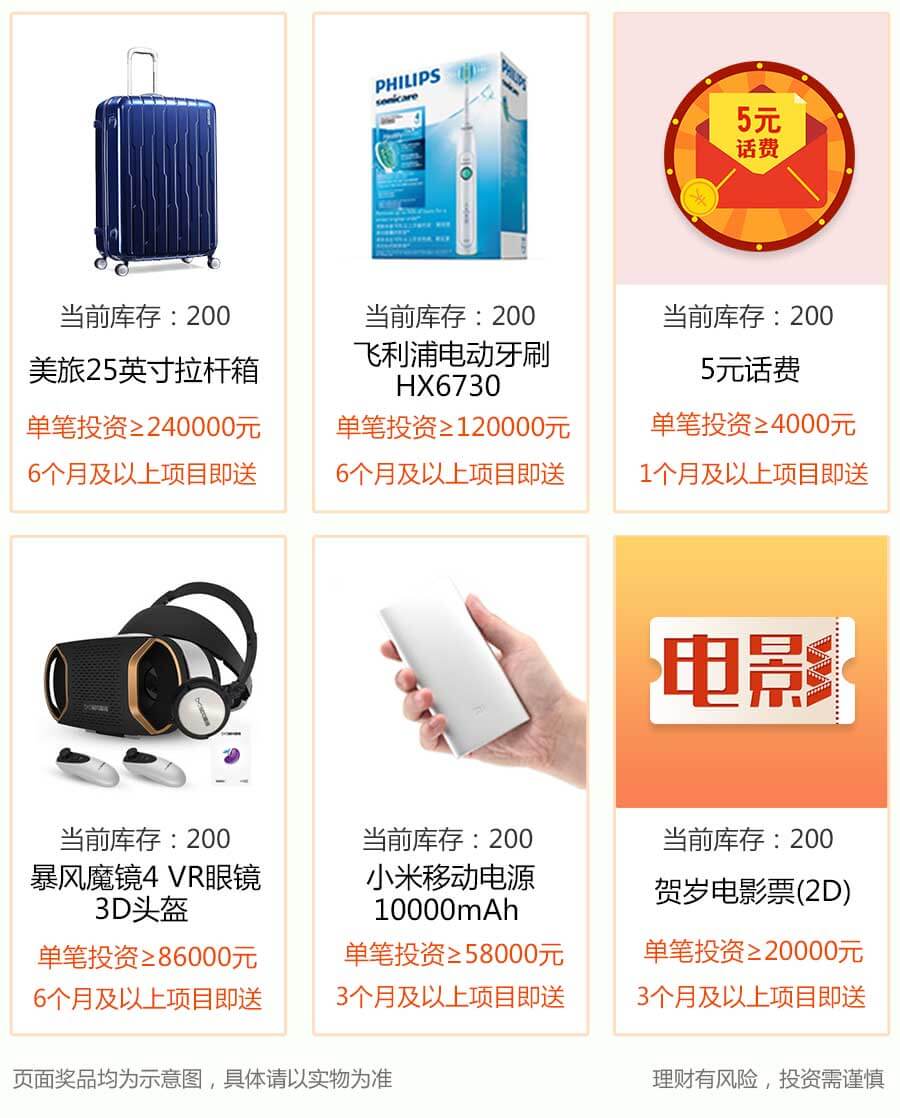 PHILIPS
sonicare
5元
话费
当前库存：200
当前库存：200
当前库存：200
美旅25英寸拉杆箱
飞利浦电动牙刷
HX6730
5元话费
单笔投资≥240000元
单笔投资≥120000元
单笔投资≥4000元
6个月及以上项目即送
6个月及以上项目即送
1个月及以上项目即送
电影
当前库存：200
当前库存：200
当前库存：200
暴风魔镜4 VR眼镜
3D头盔
小米移动电源
10000mAh
贺岁电影票(2D)
单笔投资≥86000元
单笔投资≥58000元
单笔投资≥20000元
6个月及以上项目即送
3个月及以上项目即送
3个月及以上项目即送
页面奖品均为示意图，具体请以实物为准
理财有风险，投资需谨慎